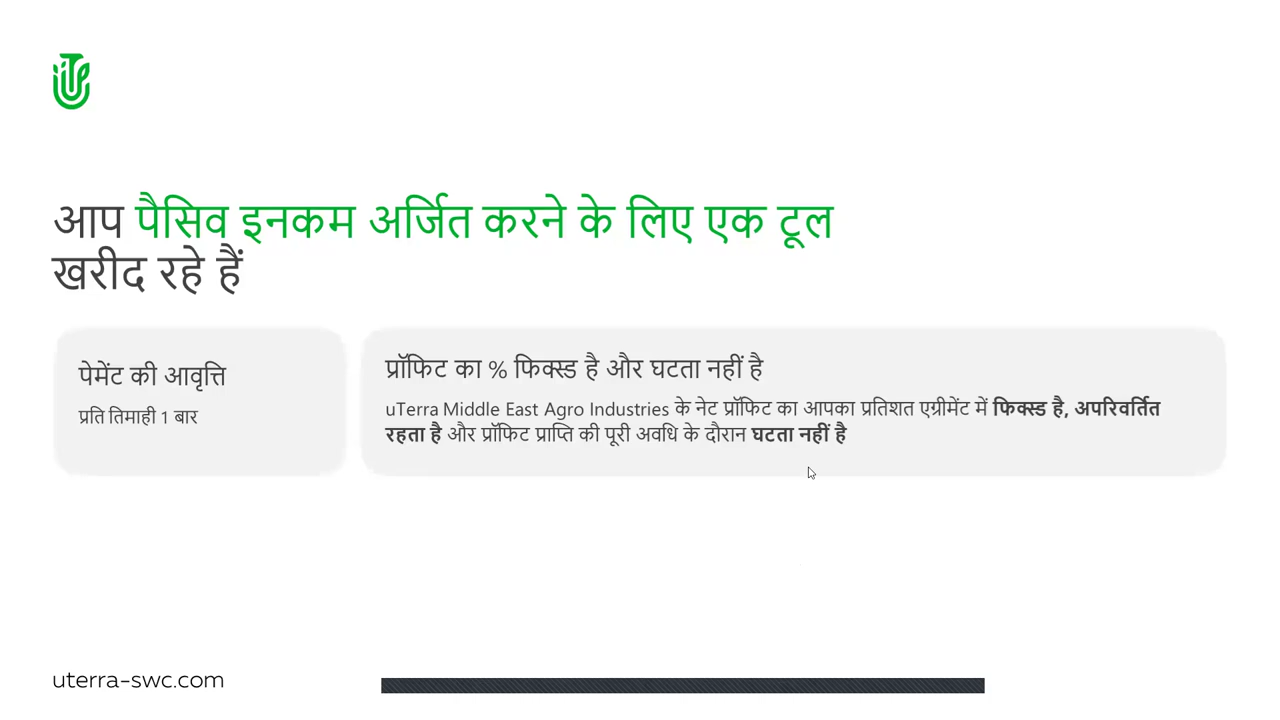 आप पैसिव इनकम अर्जित करने के लिए एक टूल
खरीद रहे हैं
पेमेंट की आवृत्ति
प्रति तिमाही 1 बार
प्रॉफिट का % फिक्स्ड है और घटता नहीं है
uTerra Middle East Agro Industries के नेट प्रॉफिट का आपका प्रतिशत एग्रीमेंट में फिक्स्ड है, अपरिवर्तित
रहता है और प्रॉफिट प्राप्ति की पूरी अवधि के दौरान घटता नहीं है
uterra-swc.com